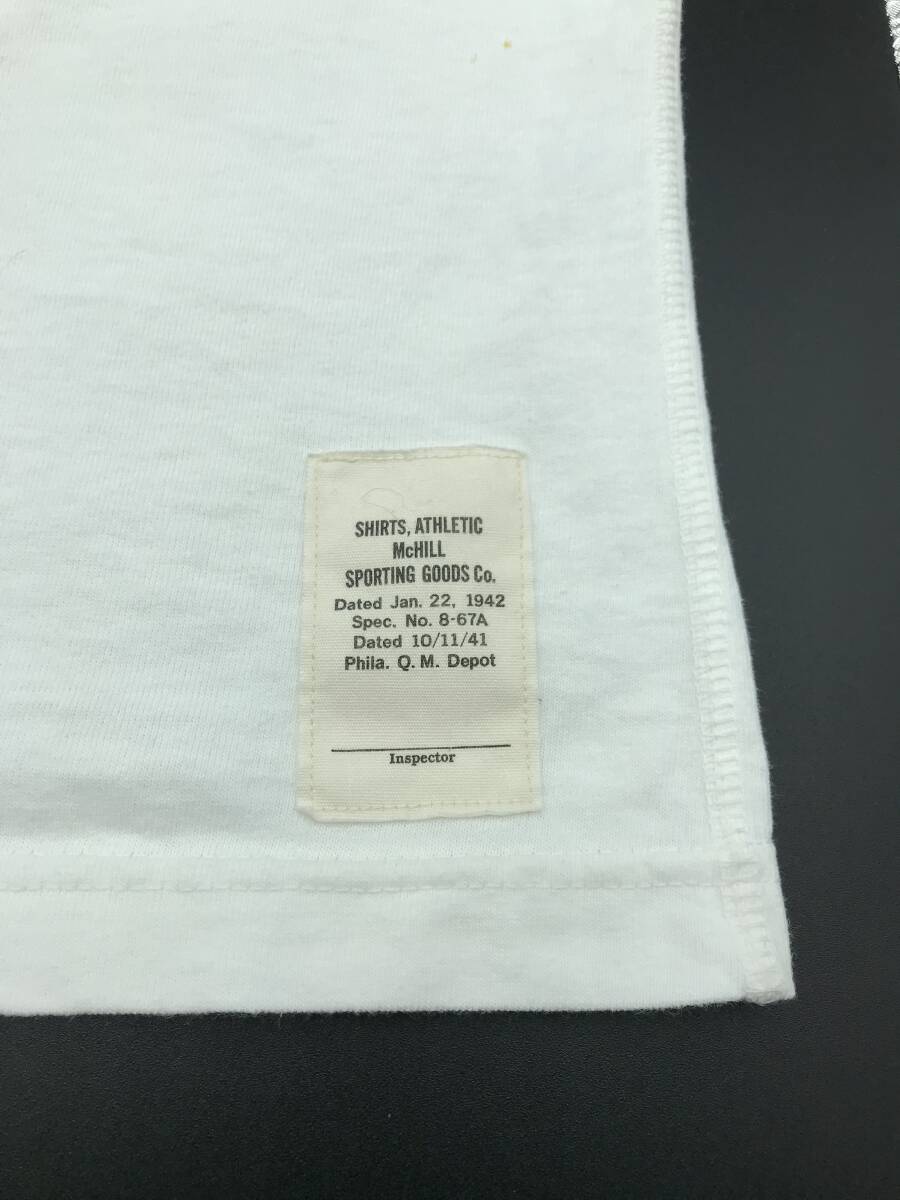 SHIRTS, ATHLETIC
McHILL
SPORTING GOODS Co.
Dated Jan. 22, 1942
Spec. No. 8-67A
Dated 10/11/41
Phila. Q. M. Depot
Inspector